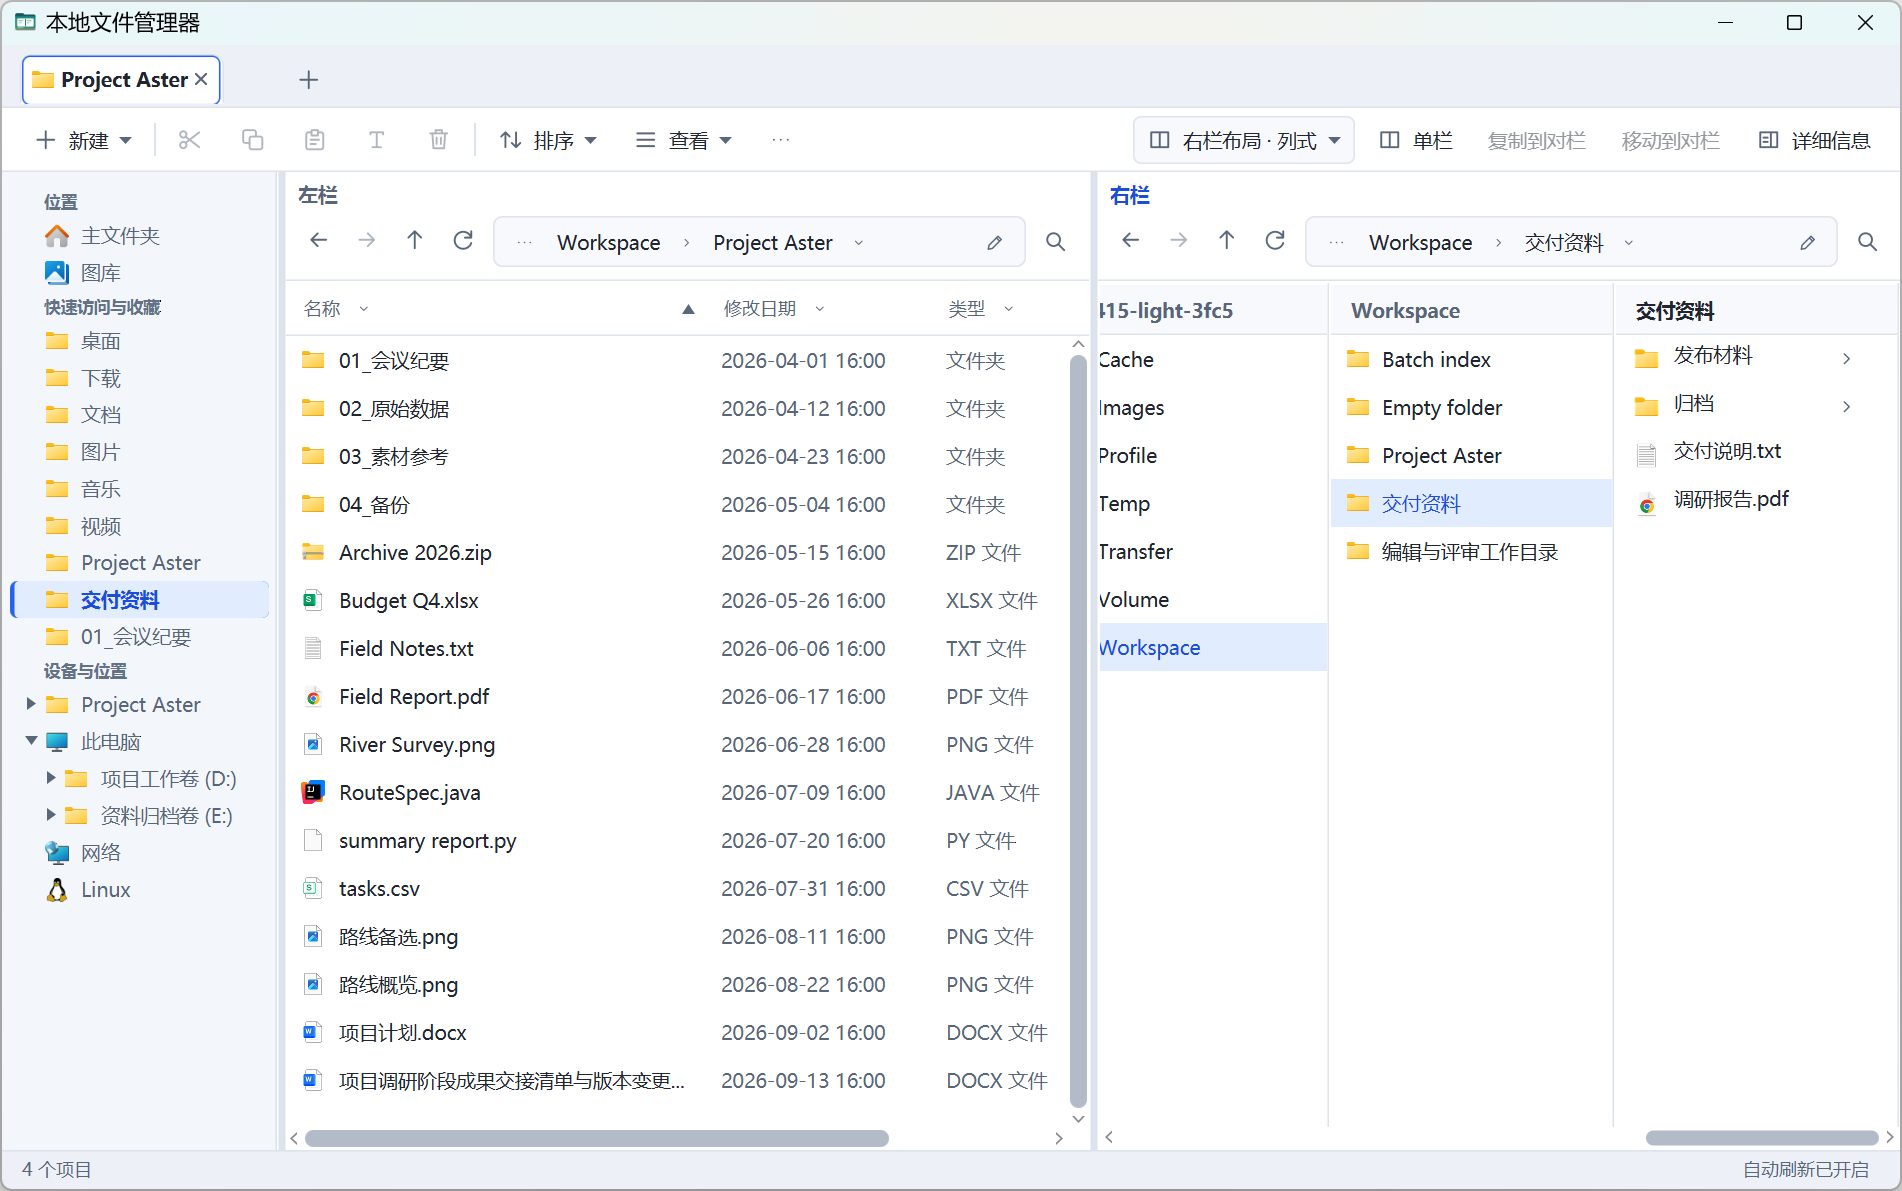 本地文件管理器
Project Aster
新建
排序
查看
右栏布局 · 列式
单栏
复制到对栏
移动到对栏
详细信息
位置
主文件夹
图库
快速访问与收藏
桌面
下载
文档
图片
音乐
视频
Project Aster
交付资料
01_会议纪要
设备与位置
Project Aster
此电脑
项目工作卷 (D:)
资料归档卷 (E:)
网络
Linux
左栏
··· Workspace › Project Aster
名称 修改日期 类型
01_会议纪要 2026-04-01 16:00 文件夹
02_原始数据 2026-04-12 16:00 文件夹
03_素材参考 2026-04-23 16:00 文件夹
04_备份 2026-05-04 16:00 文件夹
Archive 2026.zip 2026-05-15 16:00 ZIP 文件
Budget Q4.xlsx 2026-05-26 16:00 XLSX 文件
Field Notes.txt 2026-06-06 16:00 TXT 文件
Field Report.pdf 2026-06-17 16:00 PDF 文件
River Survey.png 2026-06-28 16:00 PNG 文件
RouteSpec.java 2026-07-09 16:00 JAVA 文件
summary report.py 2026-07-20 16:00 PY 文件
tasks.csv 2026-07-31 16:00 CSV 文件
路线备选.png 2026-08-11 16:00 PNG 文件
路线概览.png 2026-08-22 16:00 PNG 文件
项目计划.docx 2026-09-02 16:00 DOCX 文件
项目调研阶段成果交接清单与版本变更... 2026-09-13 16:00 DOCX 文件
右栏
··· Workspace › 交付资料
415-light-3fc5
Cache
Images
Profile
Temp
Transfer
Volume
Workspace
Workspace
Batch index
Empty folder
Project Aster
交付资料
编辑与评审工作目录
交付资料
发布材料
归档
交付说明.txt
调研报告.pdf
4 个项目
自动刷新已开启